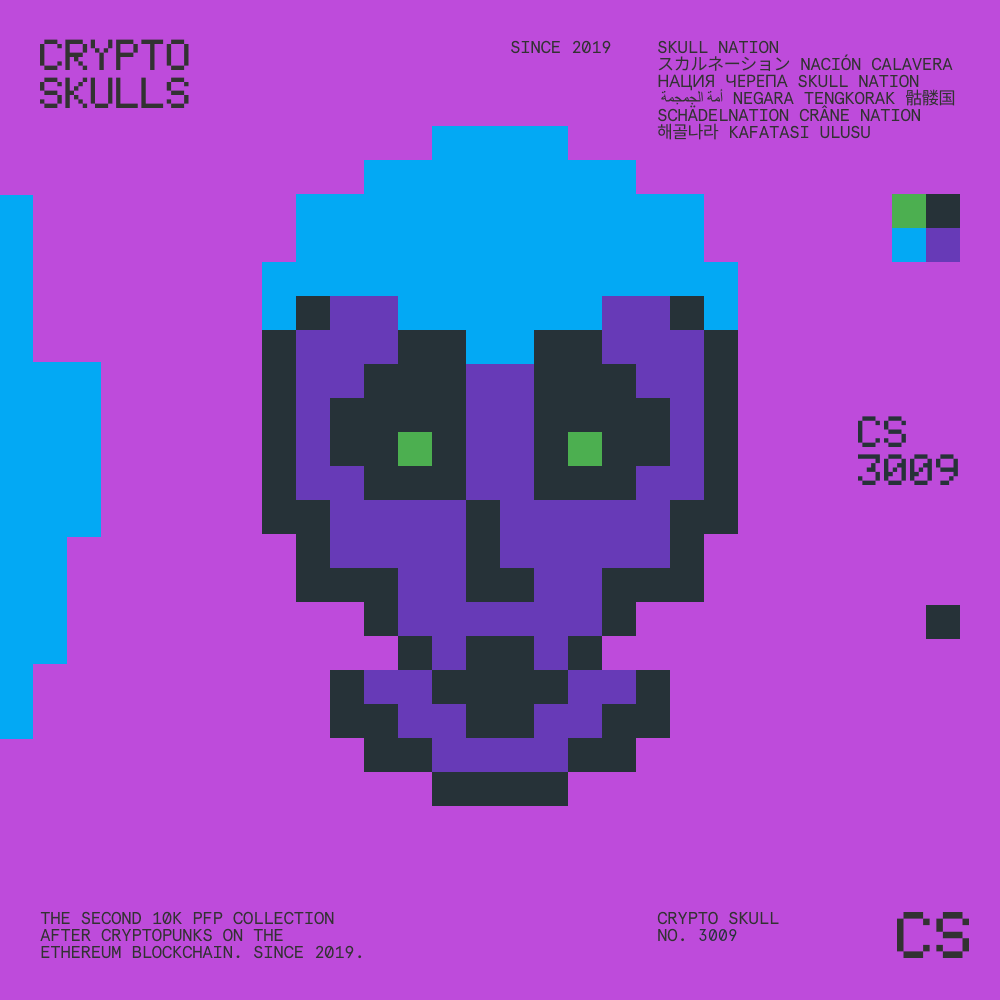 CRYPTO
SKULLS
SINCE 2019
SKULL NATION
スカルネーション NACIÓN CALAVERA
НАЦИЯ ЧЕРЕПА SKULL NATION
أمة الجمجمة NEGARA TENGKORAK 骷髅国
SCHÄDELNATION CRÂNE NATION
해골나라 KAFATASI ULUSU
CS
3009
THE SECOND 10K PFP COLLECTION
AFTER CRYPTOPUNKS ON THE
ETHEREUM BLOCKCHAIN. SINCE 2019.
CRYPTO SKULL
NO. 3009
CS